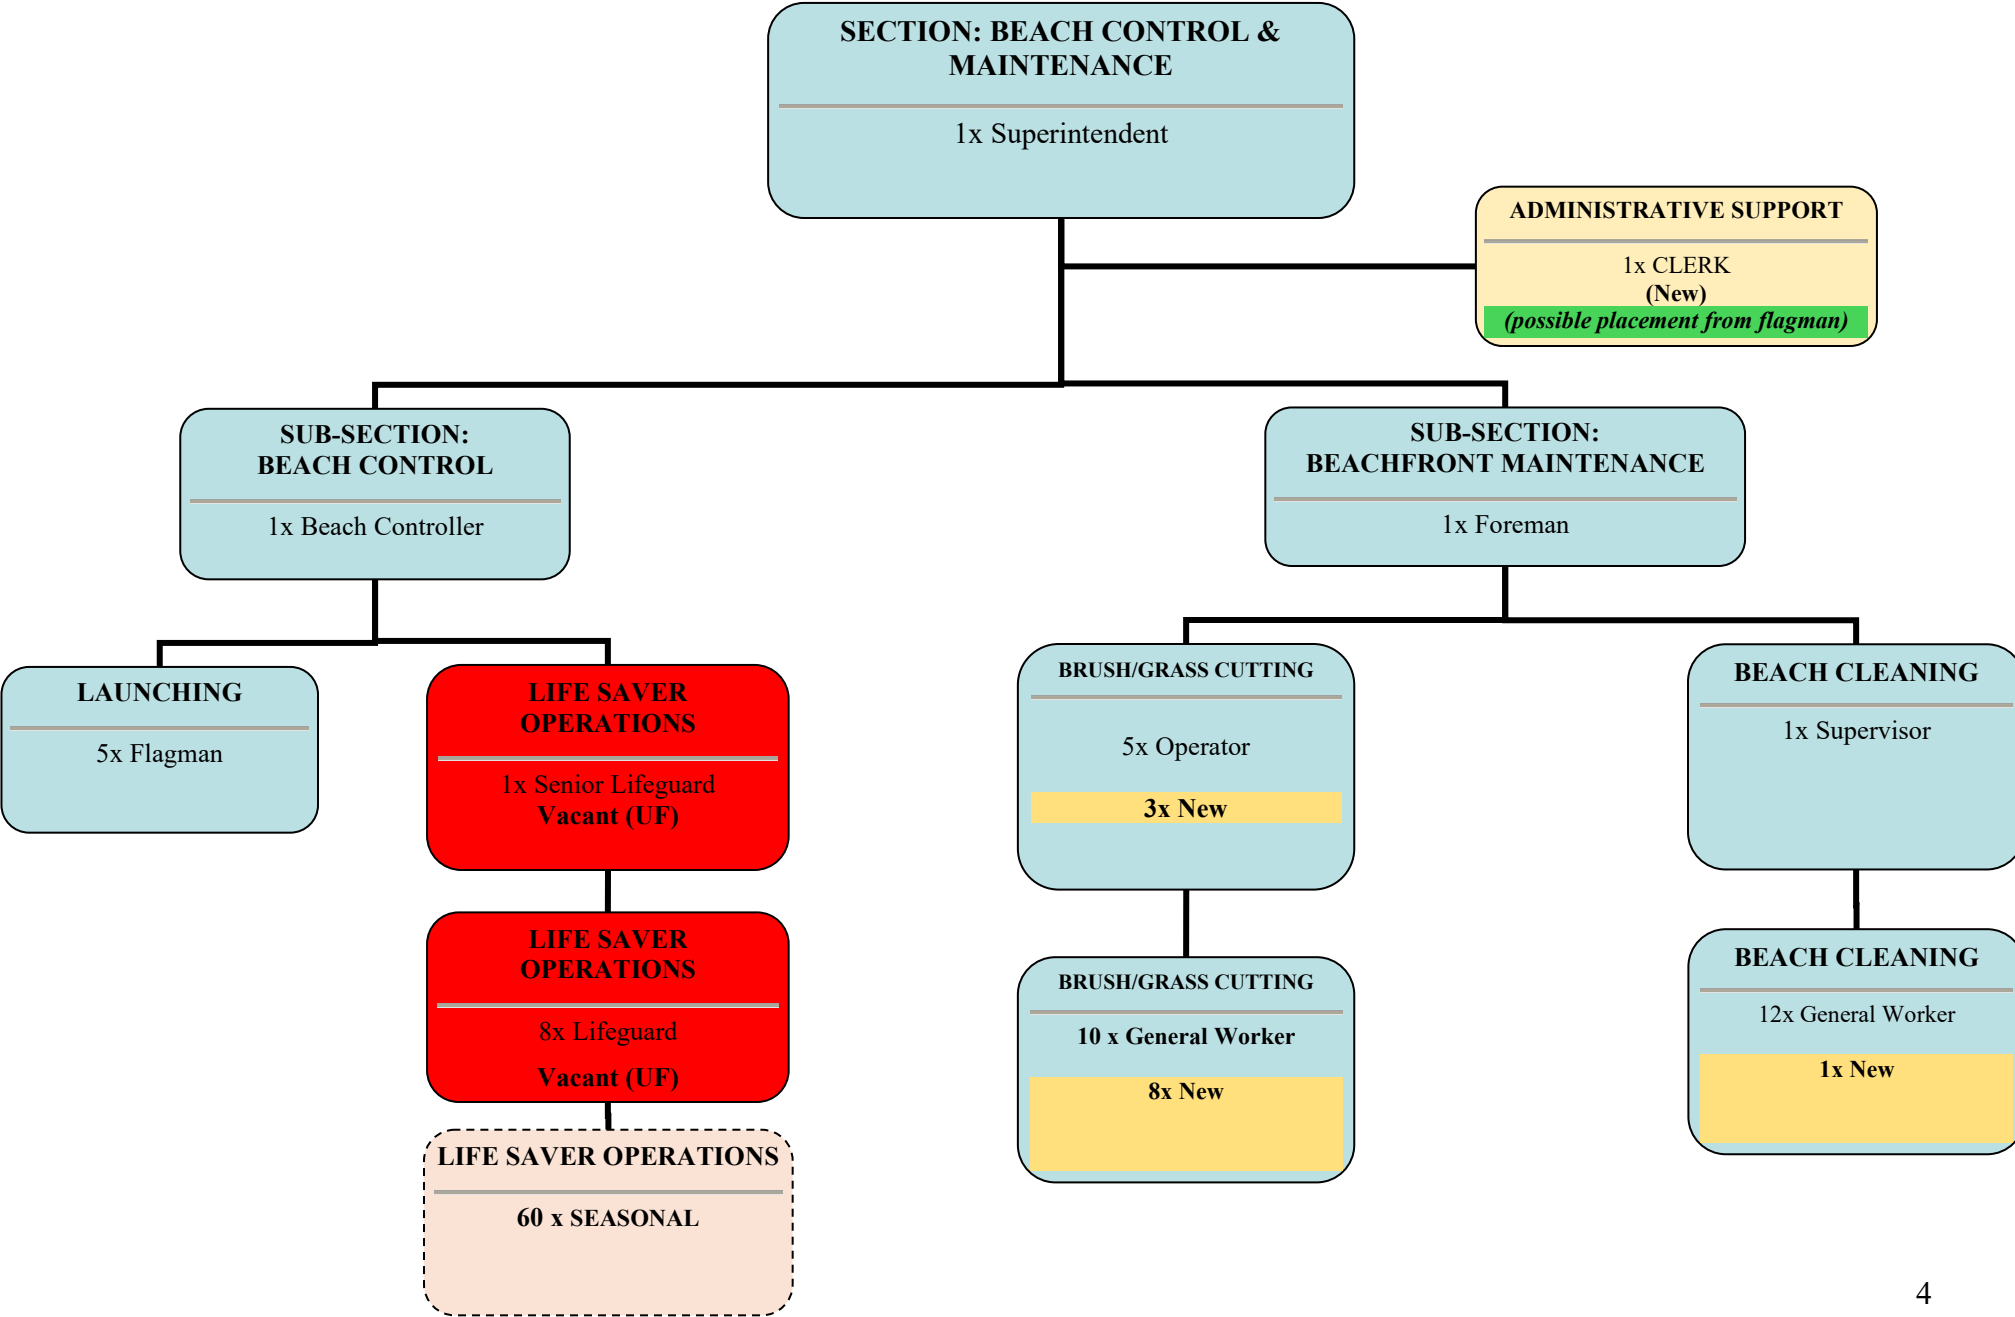 SECTION: BEACH CONTROL &
MAINTENANCE
1x Superintendent
ADMINISTRATIVE SUPPORT
1x CLERK
(New)
(possible placement from flagman)
SUB-SECTION:
BEACH CONTROL
1x Beach Controller
SUB-SECTION:
BEACHFRONT MAINTENANCE
1x Foreman
LAUNCHING
5x Flagman
LIFE SAVER
OPERATIONS
1x Senior Lifeguard
Vacant (UF)
LIFE SAVER
OPERATIONS
8x Lifeguard
Vacant (UF)
LIFE SAVER OPERATIONS
60 x SEASONAL
BRUSH/GRASS CUTTING
5x Operator
3x New
BRUSH/GRASS CUTTING
10 x General Worker
8x New
BEACH CLEANING
1x Supervisor
BEACH CLEANING
12x General Worker
1x New
4